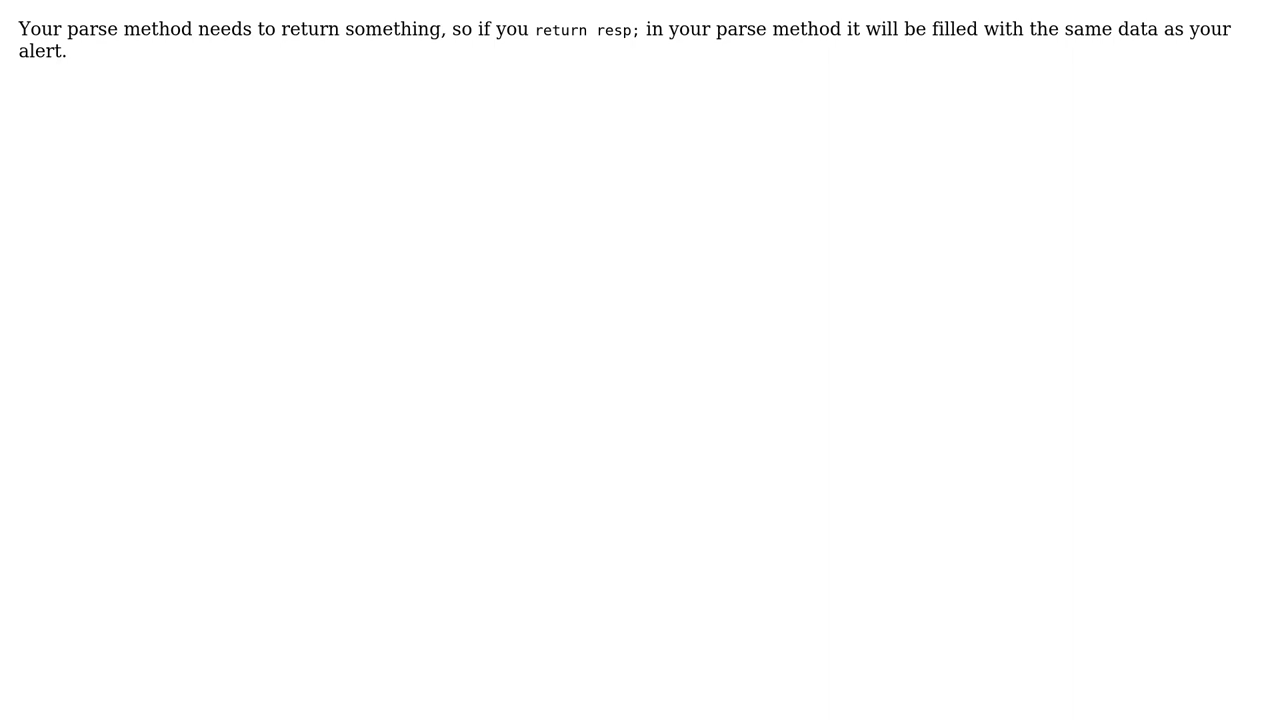 Your parse method needs to return something, so if you return resp; in your parse method it will be filled with the same data as your
alert.